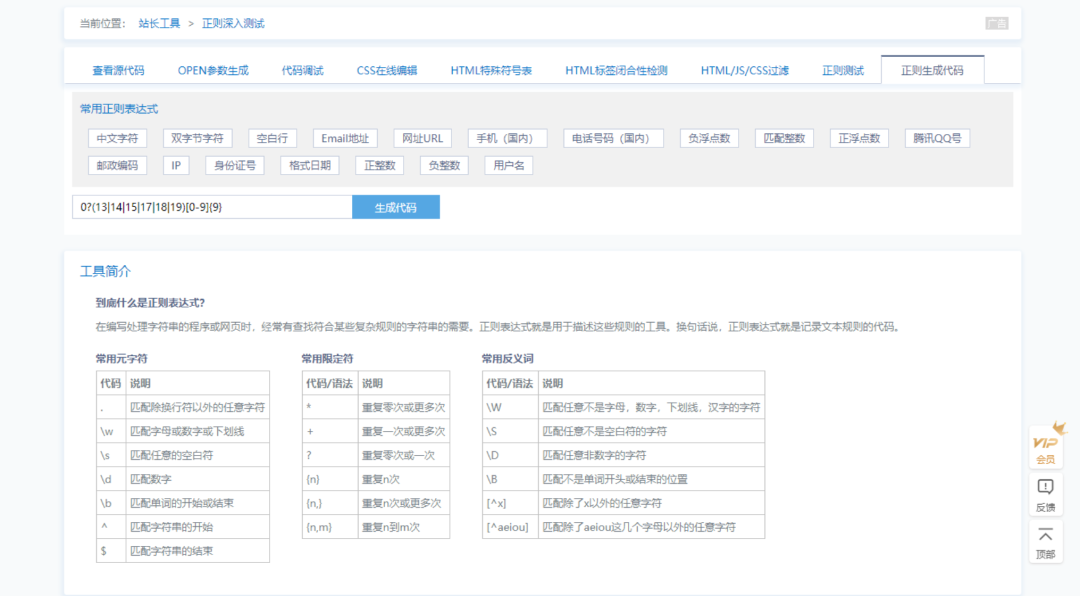 当前位置： 站长工具 > 正则深入测试
广告
查看源代码 OPEN参数生成 代码调试 CSS在线编辑 HTML特殊符号表 HTML标签闭合性检测 HTML/JS/CSS过滤 正则测试 正则生成代码
常用正则表达式
中文字符 双字节字符 空白行 Email地址 网址URL 手机（国内） 电话号码（国内） 负浮点数 匹配整数 正浮点数 腾讯QQ号
邮政编码 IP 身份证号 格式日期 正整数 负整数 用户名
0?(13|14|15|17|18|19)[0-9]{9} 生成代码
工具简介
到底什么是正则表达式?
在编写处理字符串的程序或网页时，经常有查找符合某些复杂规则的字符串的需要。正则表达式就是用于描述这些规则的工具。换句话说，正则表达式就是记录文本规则的代码。
常用元字符
代码 说明
. 匹配除换行符以外的任意字符
\w 匹配字母或数字或下划线
\s 匹配任意的空白符
\d 匹配数字
\b 匹配单词的开始或结束
^ 匹配字符串的开始
$ 匹配字符串的结束
常用限定符
代码/语法 说明
* 重复零次或更多次
+ 重复一次或更多次
? 重复零次或一次
{n} 重复n次
{n,} 重复n次或更多次
{n,m} 重复n到m次
常用反义词
代码/语法 说明
\W 匹配任意不是字母，数字，下划线，汉字的字符
\S 匹配任意不是空白符的字符
\D 匹配任意非数字的字符
\B 匹配不是单词开头或结束的位置
[^x] 匹配除了x以外的任意字符
[^aeiou] 匹配除了aeiou这几个字母以外的任意字符
VIP
会员
反馈
顶部